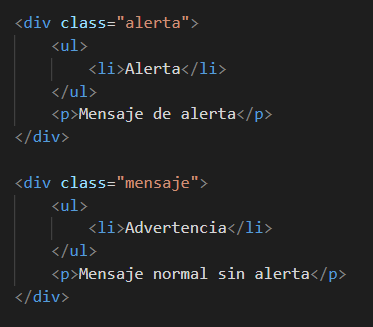 <div class="alerta">
    <ul>
        <li>Alerta</li>
    </ul>
    <p>Mensaje de alerta</p>
</div>

<div class="mensaje">
    <ul>
        <li>Advertencia</li>
    </ul>
    <p>Mensaje normal sin alerta</p>
</div>